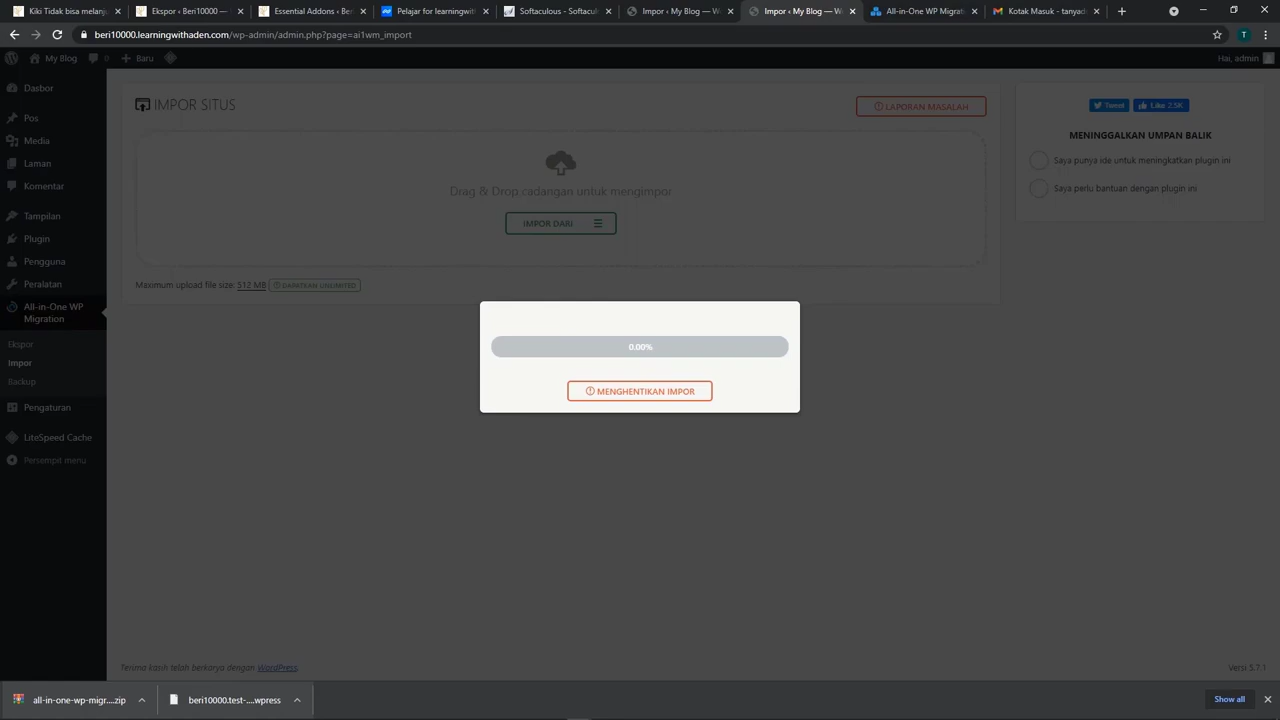 Kiki Tidak bisa melanj
Ekspor ‹ Beri10000 —
Essential Addons ‹ Be
Pelajar for learningwit
Softaculous - Softacul
Impor ‹ My Blog — W
Impor ‹ My Blog — W
All-in-One WP Migrat
Kotak Masuk - tanyad
beri10000.learningwithaden.com/wp-admin/admin.php?page=ai1wm_import
T
My Blog
0
Baru
Hai, admin
Dasbor
Pos
Media
Laman
Komentar
Tampilan
Plugin
Pengguna
Peralatan
All-in-One WP
Migration
Ekspor
Impor
Backup
Pengaturan
LiteSpeed Cache
Persempit menu
IMPOR SITUS
LAPORAN MASALAH
Drag & Drop cadangan untuk mengimpor
IMPOR DARI
Maximum upload file size: 512 MB
DAPATKAN UNLIMITED
Tweet
Like 2.5K
MENINGGALKAN UMPAN BALIK
Saya punya ide untuk meningkatkan plugin ini
Saya perlu bantuan dengan plugin ini
0.00%
MENGHENTIKAN IMPOR
Terima kasih telah berkarya dengan WordPress.
Versi 5.7.1
all-in-one-wp-migr....zip
beri10000.test-....wpress
Show all